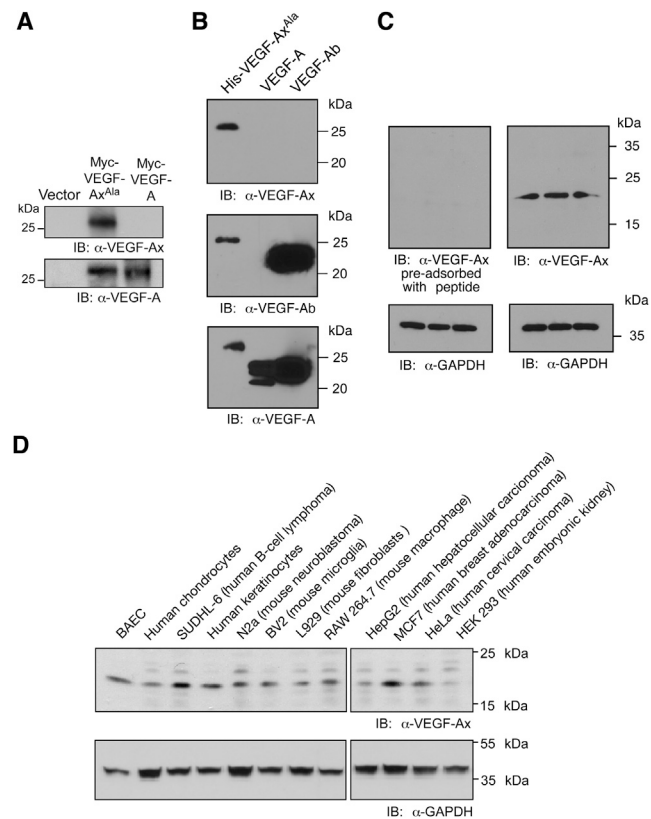 A
Vector
Myc-
VEGF-
AxAla
Myc-
VEGF-
A
kDa
25
IB: α-VEGF-Ax
25
IB: α-VEGF-A
B
His-VEGF-AxAla
VEGF-A
VEGF-Ab
kDa
25
20
IB: α-VEGF-Ax
kDa
25
20
IB: α-VEGF-Ab
kDa
25
20
IB: α-VEGF-A
C
kDa
35
25
15
IB: α-VEGF-Ax
pre-adsorbed
with peptide
IB: α-VEGF-Ax
kDa
35
IB: α-GAPDH
IB: α-GAPDH
D
BAEC
Human chondrocytes
SUDHL-6 (human B-cell lymphoma)
Human keratinocytes
N2a (mouse neuroblastoma)
BV2 (mouse microglia)
L929 (mouse fibroblasts )
RAW 264.7 (mouse macrophage)
HepG2 (human hepatocellular carcionoma)
MCF7 (human breast adenocarcinoma)
HeLa (human cervical carcinoma)
HEK 293 (human embryonic kidney)
25 kDa
15 kDa
IB: α-VEGF-Ax
55 kDa
35 kDa
IB: α-GAPDH